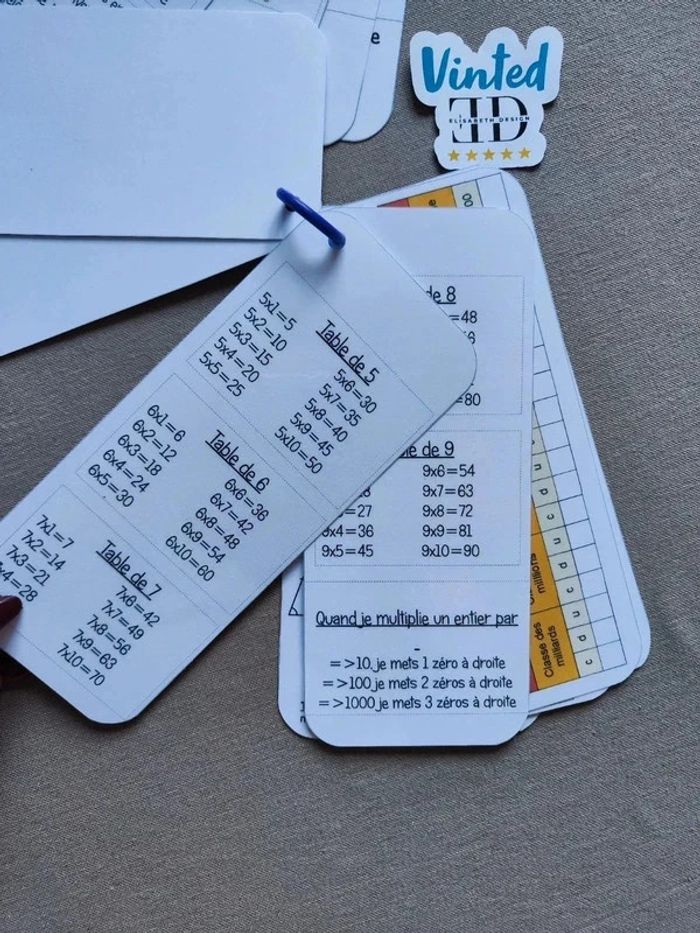 Vinted
ELISABETH DESIGN
e
Table de 5
5x1=5
5x2=10
5x3=15
5x4=20
5x5=25
5x6=30
5x7=35
5x8=40
5x9=45
5x10=50
Table de 6
6x1=6
6x2=12
6x3=18
6x4=24
6x5=30
6x6=36
6x7=42
6x8=48
6x9=54
6x10=60
Table de 7
7x1=7
7x2=14
7x3=21
x4=28
7x6=42
7x7=49
7x8=56
7x9=63
7x10=70
de 8
=48
=80
de 9
=27
9x4=36
9x5=45
9x6=54
9x7=63
9x8=72
9x9=81
9x10=90
Quand je multiplie un entier par
-
=>10 je mets 1 zéro à droite
=>100 je mets 2 zéros à droite
=>1000 je mets 3 zéros à droite
millions
Classe des
milliards
c d u c d u c d u